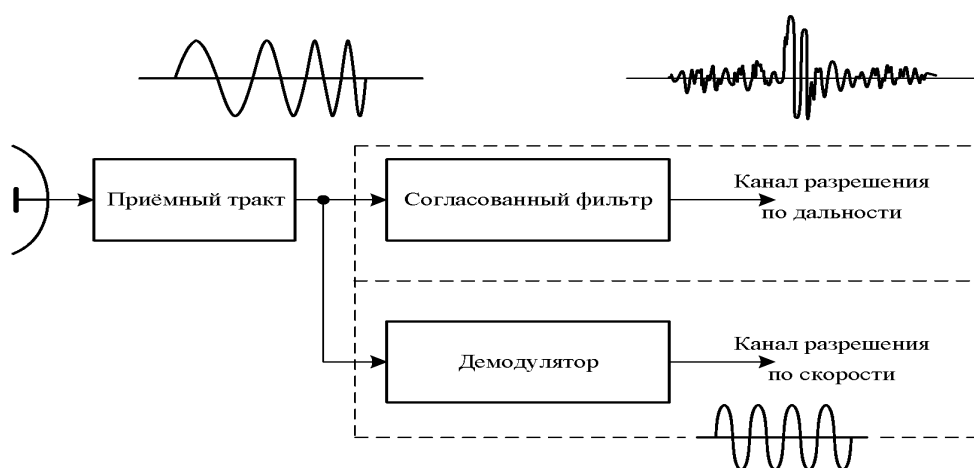 Приёмный тракт
Согласованный фильтр
Канал разрешения
по дальности
Демодулятор
Канал разрешения
по скорости